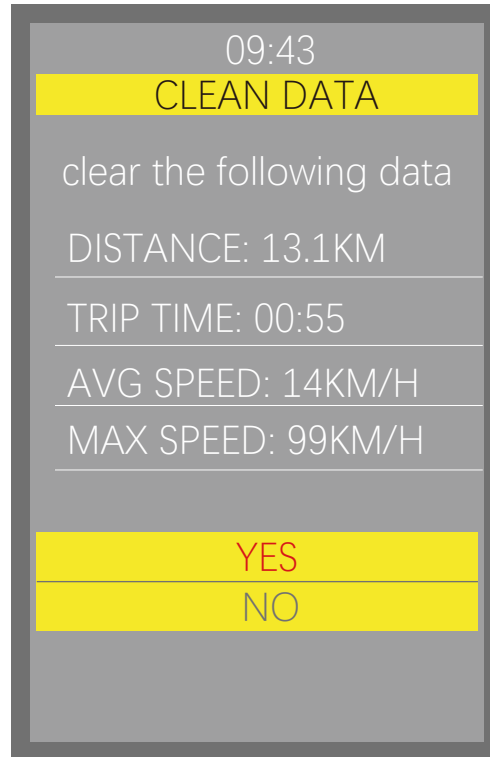 09:43
CLEAN DATA
clear the following data
DISTANCE: 13.1KM
TRIP TIME: 00:55
AVG SPEED: 14KM/H
MAX SPEED: 99KM/H
YES
NO